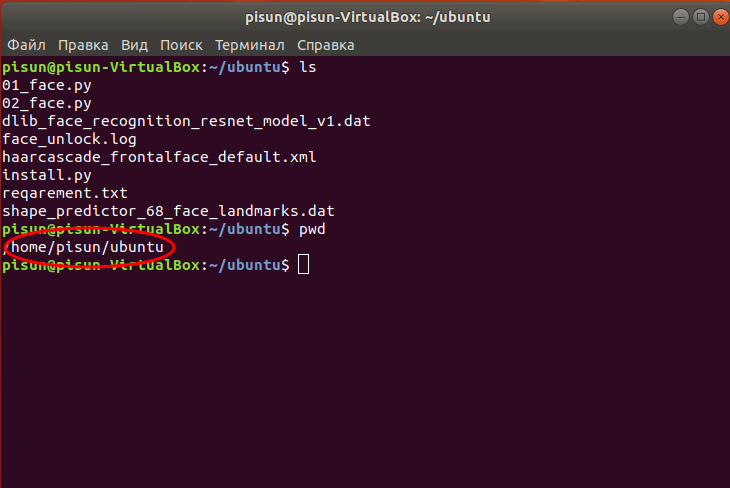 pisun@pisun-VirtualBox: ~/ubuntu
Файл Правка Вид Поиск Терминал Справка
pisun@pisun-VirtualBox:~/ubuntu$ ls
01_face.py
02_face.py
dlib_face_recognition_resnet_model_v1.dat
face_unlock.log
haarcascade_frontalface_default.xml
install.py
reqarement.txt
shape_predictor_68_face_landmarks.dat
pisun@pisun-VirtualBox:~/ubuntu$ pwd
/home/pisun/ubuntu
pisun@pisun-VirtualBox:~/ubuntu$